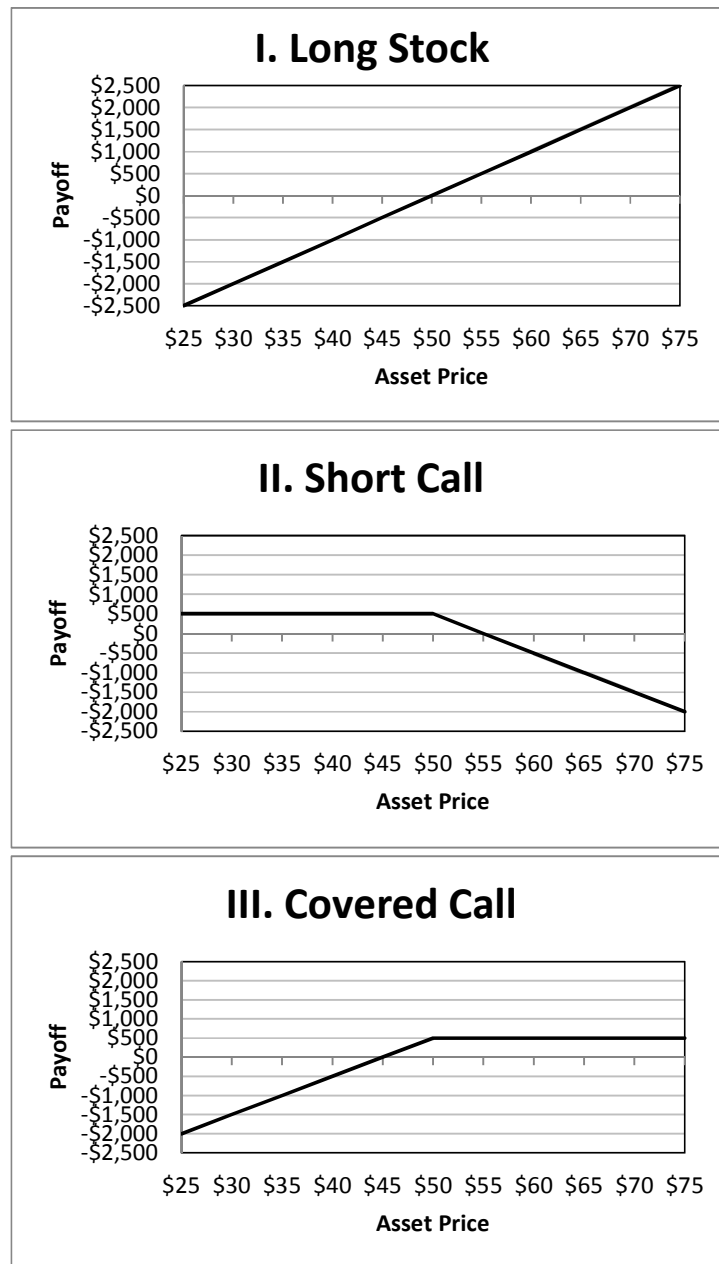 I. Long Stock
$2,500
$2,000
$1,500
$1,000
$500
$0
-$500
-$1,000
-$1,500
-$2,000
-$2,500
Payoff
$25 $30 $35 $40 $45 $50 $55 $60 $65 $70 $75
Asset Price
II. Short Call
$2,500
$2,000
$1,500
$1,000
$500
$0
-$500
-$1,000
-$1,500
-$2,000
-$2,500
Payoff
$25 $30 $35 $40 $45 $50 $55 $60 $65 $70 $75
Asset Price
III. Covered Call
$2,500
$2,000
$1,500
$1,000
$500
$0
-$500
-$1,000
-$1,500
-$2,000
-$2,500
Payoff
$25 $30 $35 $40 $45 $50 $55 $60 $65 $70 $75
Asset Price